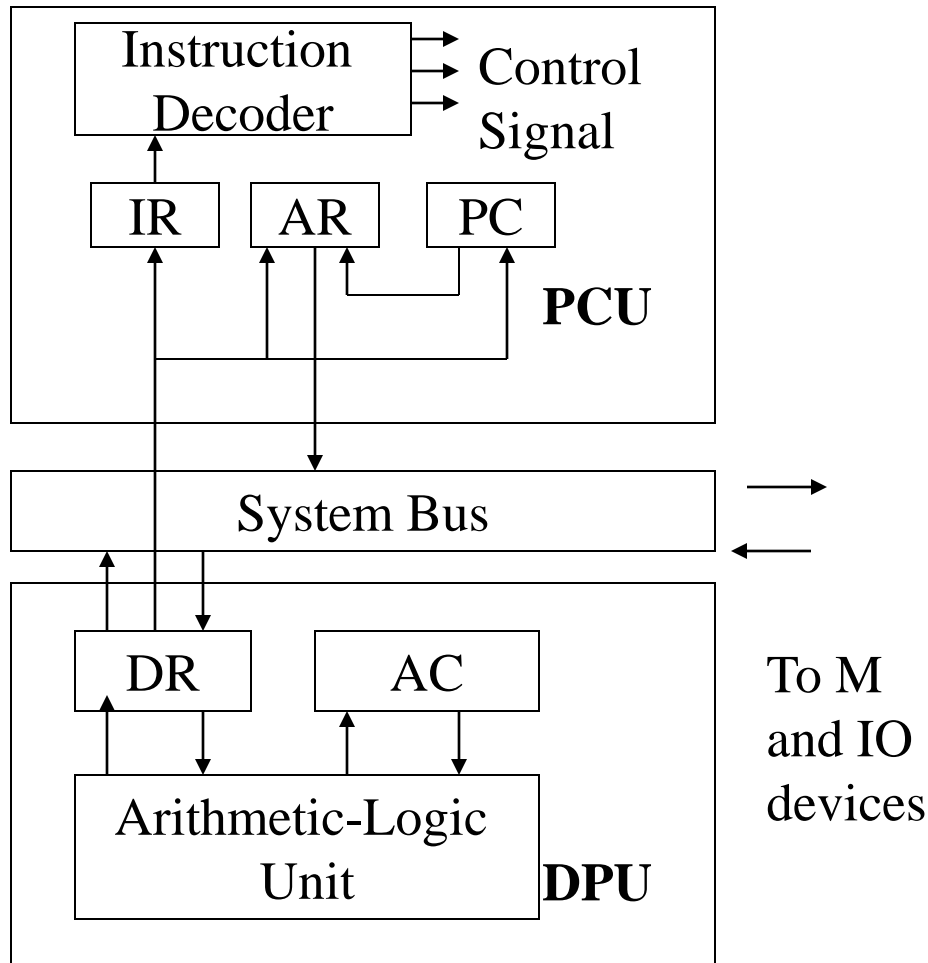 Instruction
Decoder
Control
Signal
IR
AR
PC
PCU
System Bus
DR
AC
To M
and IO
devices
Arithmetic-Logic
Unit
DPU